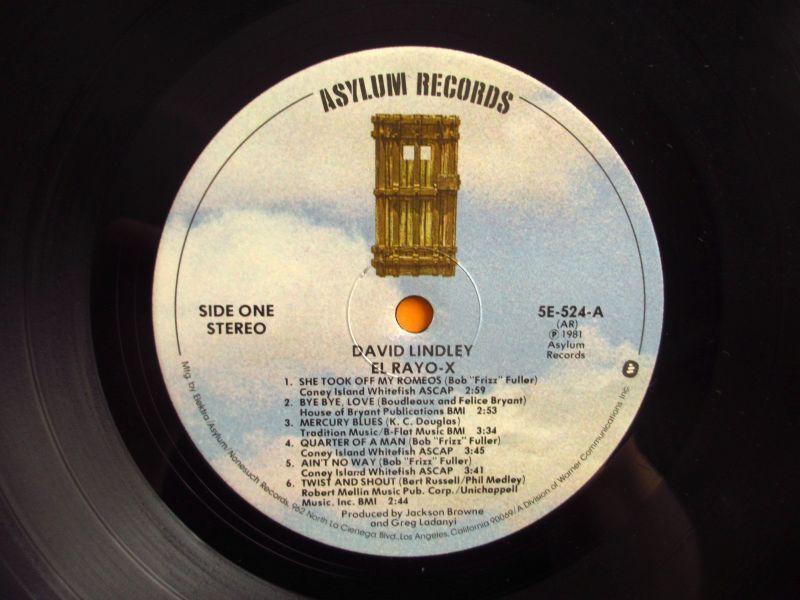 ASYLUM RECORDS
SIDE ONE
STEREO
5E-524-A
(AR)
Ⓟ 1981
Asylum
Records
DAVID LINDLEY
EL RAYO-X
1. SHE TOOK OFF MY ROMEOS (Bob "Frizz" Fuller)
Coney Island Whitefish ASCAP 2:59
2. BYE BYE, LOVE (Boudleaux and Felice Bryant)
House of Bryant Publications BMI 2:53
3. MERCURY BLUES (K. C. Douglas)
Tradition Music/B-Flat Music BMI 3:34
4. QUARTER OF A MAN (Bob "Frizz" Fuller)
Coney Island Whitefish ASCAP 3:45
5. AIN'T NO WAY (Bob "Frizz" Fuller)
Coney Island Whitefish ASCAP 3:41
6. TWIST AND SHOUT (Bert Russell/Phil Medley)
Robert Mellin Music Pub. Corp./Unichappell
Music. Inc. BMI 2:44
Produced by Jackson Browne
and Greg Ladanyi
Mfg. by Elektra/Asylum/Nonesuch Records, 962 North La Cienega Blvd., Los Angeles, California 90069/A Division of Warner Communications Inc.